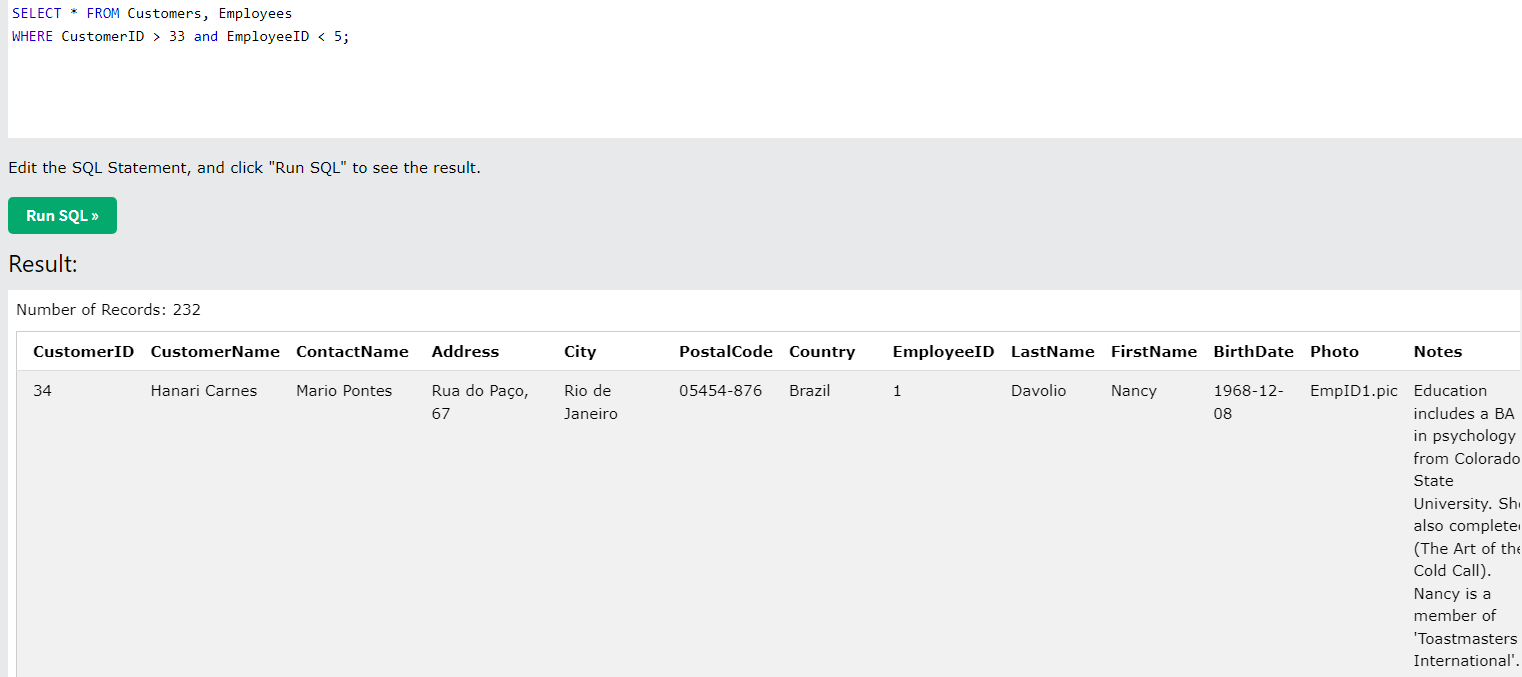 SELECT * FROM Customers, Employees
WHERE CustomerID > 33 and EmployeeID < 5;
Edit the SQL Statement, and click "Run SQL" to see the result.
Run SQL »
Result:
Number of Records: 232
CustomerID CustomerName ContactName Address City PostalCode Country EmployeeID LastName FirstName BirthDate Photo Notes
34 Hanari Carnes Mario Pontes Rua do Paço, Rio de 05454-876 Brazil 1 Davolio Nancy 1968-12- EmpID1.pic Education
67 Janeiro 08 includes a BA
in psychology
from Colorado
State
University. She
also completed
(The Art of the
Cold Call).
Nancy is a
member of
'Toastmasters
International'.